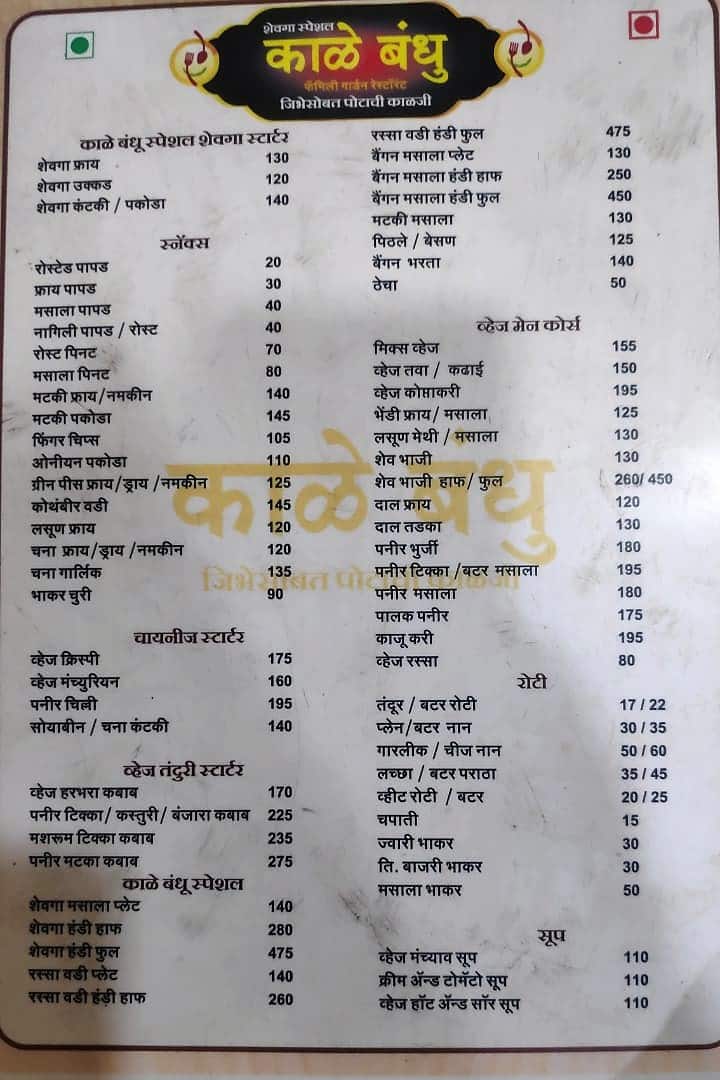 शेवगा स्पेशल
काळे बंधु
फॅमिली गार्डन रेस्टॉरंट
जिभेसोबत पोटाची काळजी
काळे बंधू स्पेशल शेवगा स्टार्टर
शेवगा फ्राय 130
शेवगा उक्कड 120
शेवगा कंटकी / पकोडा 140
स्नॅक्स
रोस्टेड पापड 20
फ्राय पापड 30
मसाला पापड 40
नागिली पापड / रोस्ट 40
रोस्ट पिनट 70
मसाला पिनट 80
मटकी फ्राय/नमकीन 140
मटकी पकोडा 145
फिंगर चिप्स 105
ओनीयन पकोडा 110
ग्रीन पीस फ्राय/ड्राय /नमकीन 125
कोथंबीर वडी 145
लसूण फ्राय 120
चना फ्राय/ड्राय /नमकीन 120
चना गार्लिक 135
भाकर चुरी 90
चायनीज स्टार्टर
व्हेज क्रिस्पी 175
व्हेज मंच्युरियन 160
पनीर चिल्ली 195
सोयाबीन / चना कंटकी 140
व्हेज तंदुरी स्टार्टर
व्हेज हरभरा कबाब 170
पनीर टिक्का/ कस्तुरी/ बंजारा कबाब 225
मशरूम टिक्का कबाब 235
पनीर मटका कबाब 275
काळे बंधू स्पेशल
शेवगा मसाला प्लेट 140
शेवगा हंडी हाफ 280
शेवगा हंडी फुल 475
रस्सा वडी प्लेट 140
रस्सा वडी हंड़ी हाफ 260
रस्सा वडी हंडी फुल 475
बैंगन मसाला प्लेट 130
बैंगन मसाला हंडी हाफ 250
बैंगन मसाला हंडी फुल 450
मटकी मसाला 130
पिठले / बेसण 125
बैंगन भरता 140
ठेचा 50
व्हेज मेन कोर्स
मिक्स व्हेज 155
व्हेज तवा / कढाई 150
व्हेज कोप्ताकरी 195
भेंडी फ्राय/ मसाला 125
लसूण मेथी / मसाला 130
शेव भाजी 130
शेव भाजी हाफ/ फुल 260/ 450
दाल फ्राय 120
दाल तडका 130
पनीर भुर्जी 180
पनीर टिक्का /बटर मसाला 195
पनीर मसाला 180
पालक पनीर 175
काजू करी 195
व्हेज रस्सा 80
रोटी
तंदूर / बटर रोटी 17 / 22
प्लेन/बटर नान 30 / 35
गारलीक / चीज नान 50 / 60
लच्छा / बटर पराठा 35 / 45
व्हीट रोटी / बटर 20 / 25
चपाती 15
ज्वारी भाकर 30
ति. बाजरी भाकर 30
मसाला भाकर 50
सूप
व्हेज मंच्याव सूप 110
क्रीम ॲन्ड टोमॅटो सूप 110
व्हेज हॉट ॲन्ड सॉर सूप 110
काळे बंधु
जिभेसोबत पोटाची काळजी